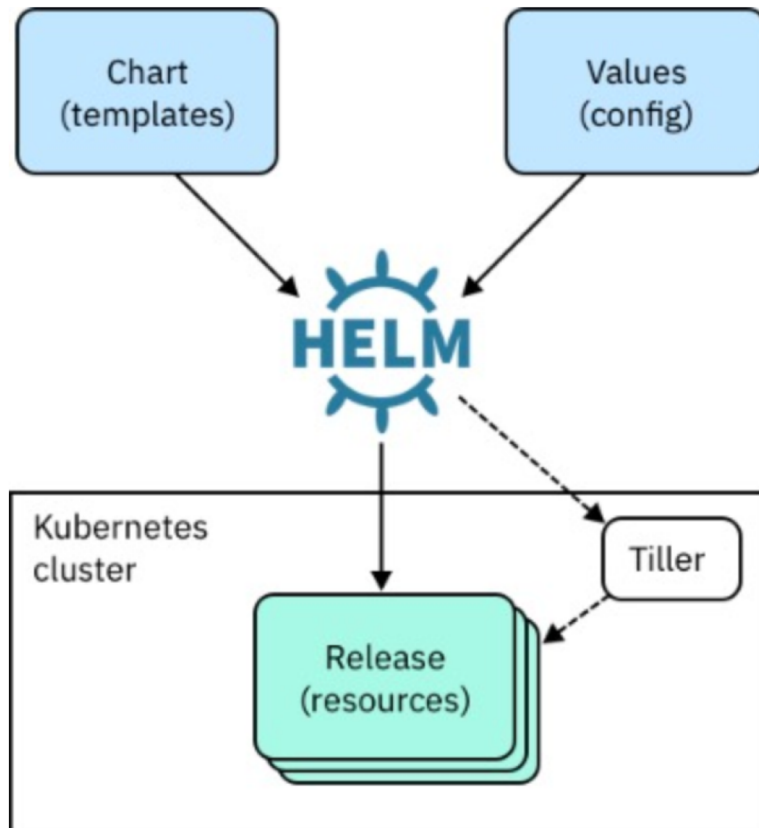 Chart
(templates)
Values
(config)
HELM
Kubernetes
cluster
Tiller
Release
(resources)